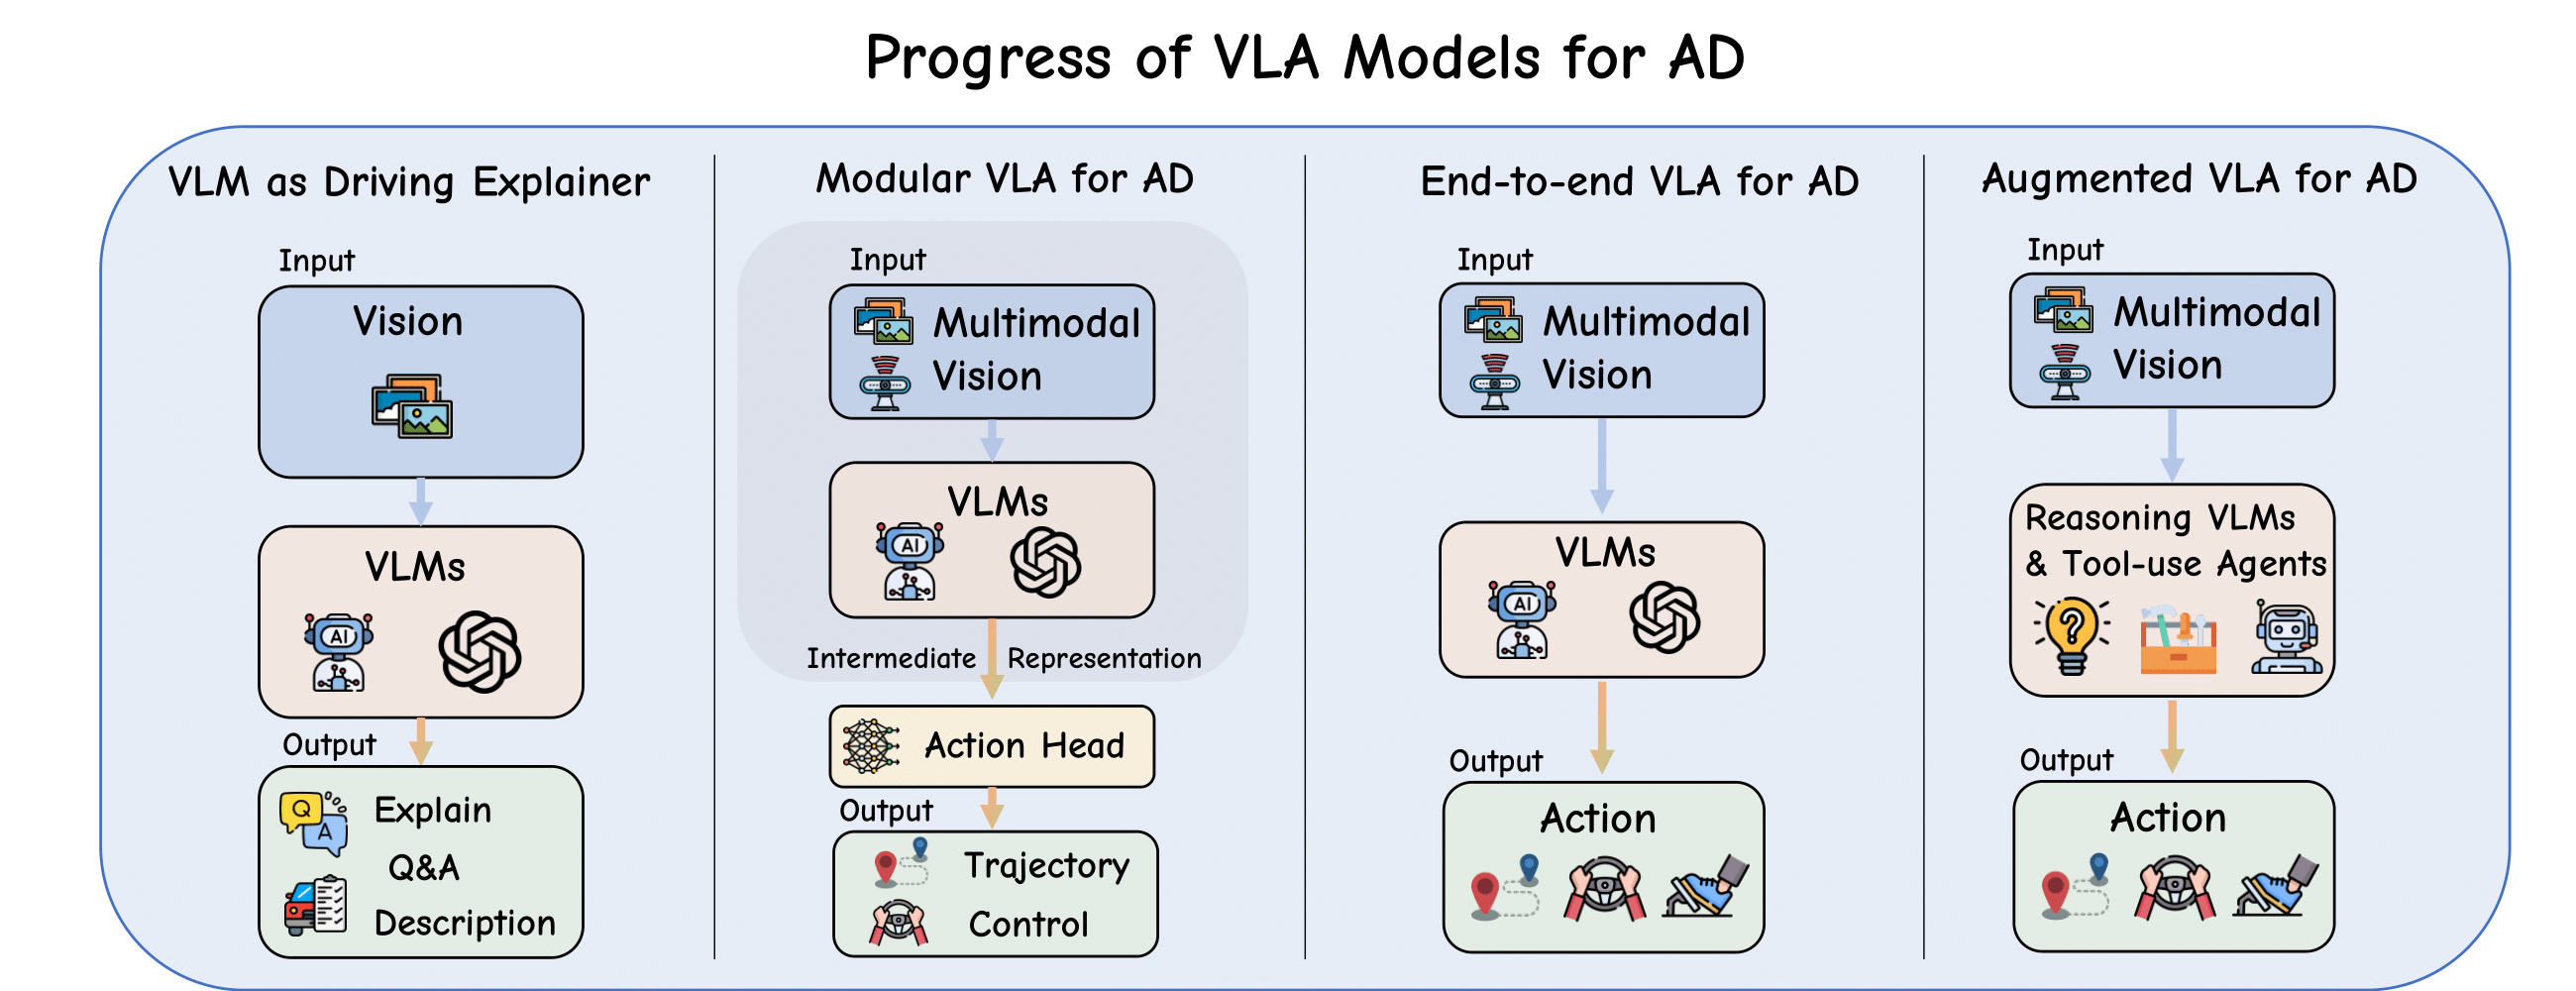 Progress of VLA Models for AD
VLM as Driving Explainer
Input
Vision
VLMs
AI
Output
Q
A
Explain
Q&A
Description
Modular VLA for AD
Input
Multimodal
Vision
VLMs
AI
Intermediate Representation
Action Head
Output
Trajectory
Control
End-to-end VLA for AD
Input
Multimodal
Vision
VLMs
AI
Output
Action
Augmented VLA for AD
Input
Multimodal
Vision
Reasoning VLMs
& Tool-use Agents
?
Output
Action